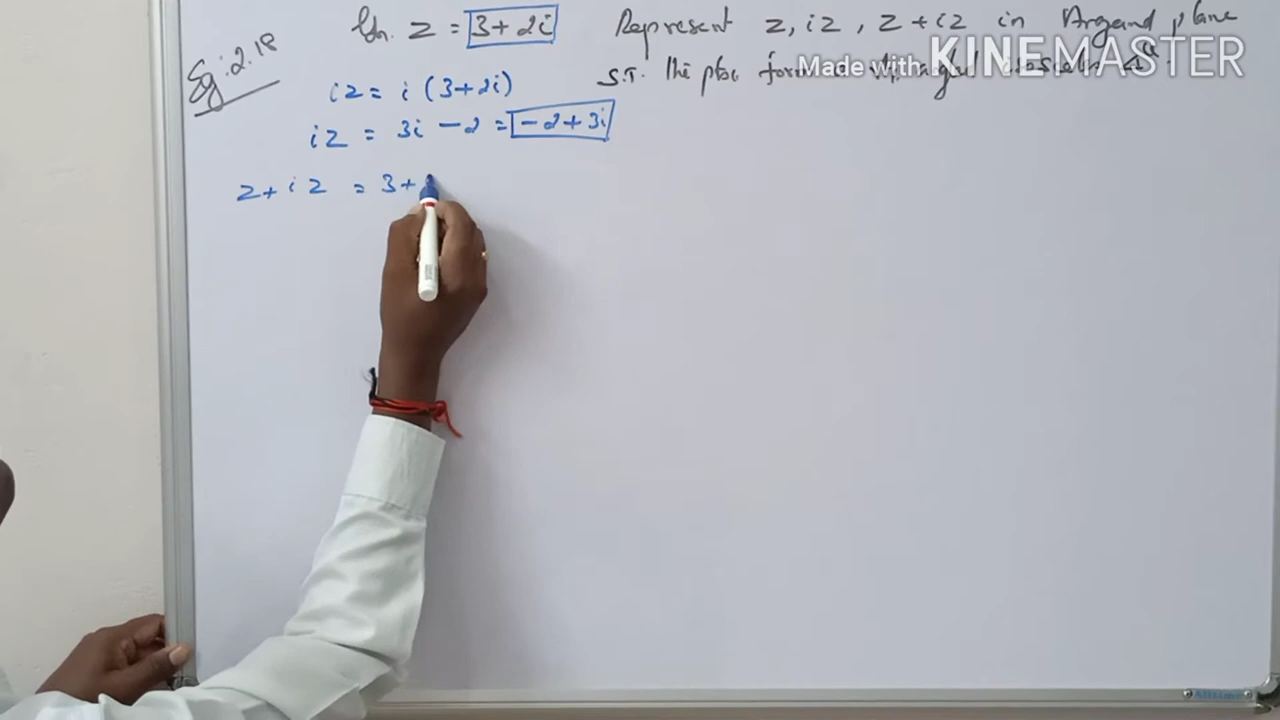 Eg: 2.18
Gn. z = 3+2i
Represent z, iz, z+iz in Argand plane
S.T. the form
Made with KINEMASTER
iz = i (3+2i)
iz = 3i - 2 = -2+3i
z+iz = 3+